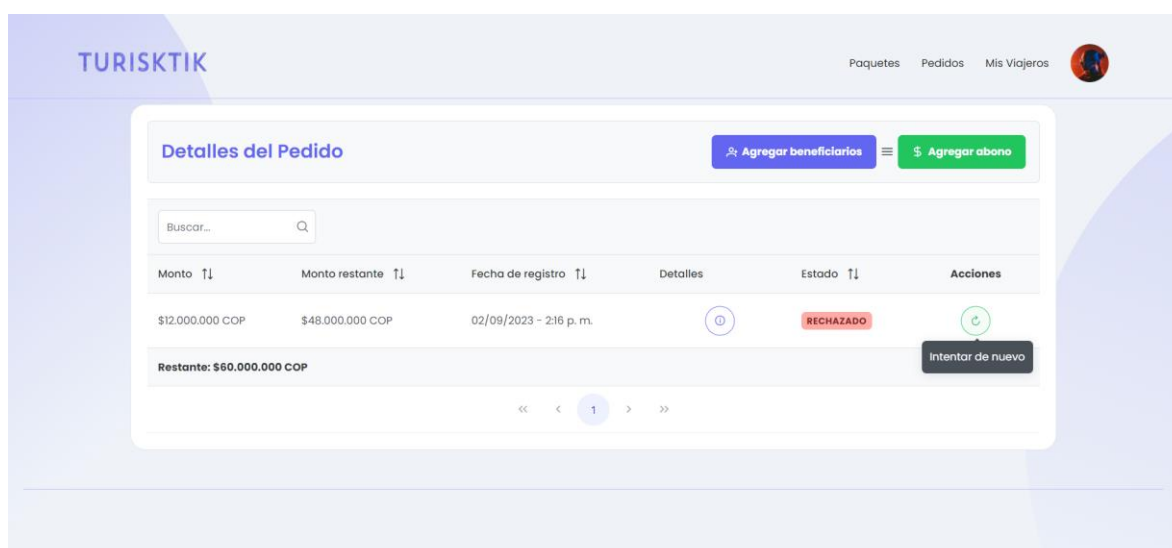 TURISKTIK
Paquetes Pedidos Mis Viajeros
Detalles del Pedido
Agregar beneficiarios
$ Agregar abono
Buscar...
Monto Monto restante Fecha de registro Detalles Estado Acciones
$12.000.000 COP $48.000.000 COP 02/09/2023 - 2:16 p. m. RECHAZADO
Intentar de nuevo
Restante: $60.000.000 COP
<< < 1 > >>